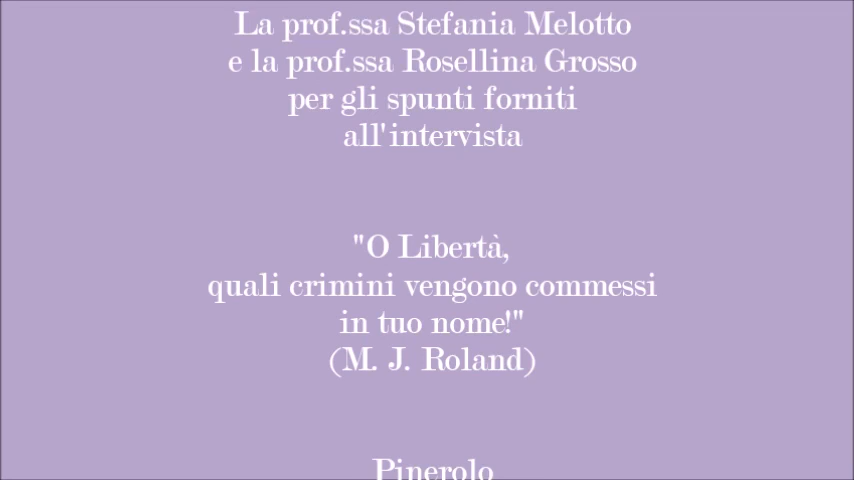 La prof.ssa Stefania Melotto
e la prof.ssa Rosellina Grosso
per gli spunti forniti
all'intervista
"O Libertà,
quali crimini vengono commessi
in tuo nome!"
(M. J. Roland)
Pinerolo